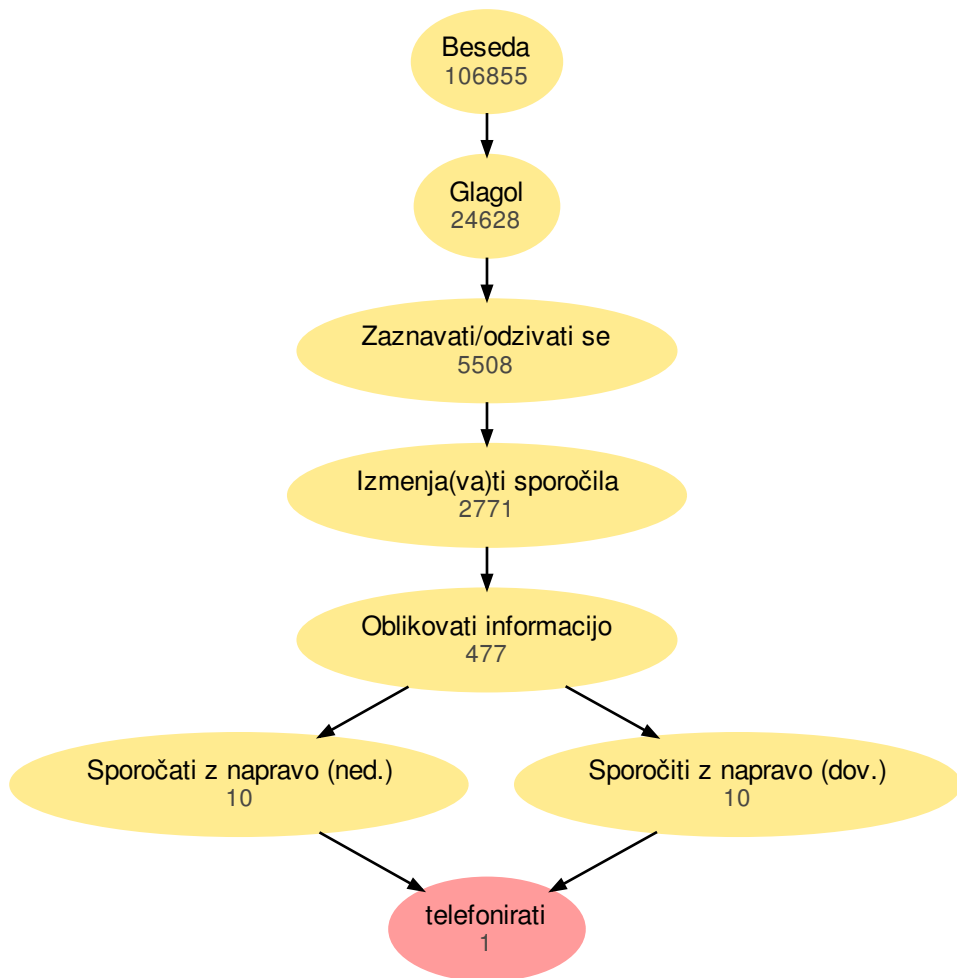 Beseda
106855
Glagol
24628
Zaznavati/odzivati se
5508
Izmenja(va)ti sporočila
2771
Oblikovati informacijo
477
Sporočati z napravo (ned.)
10
Sporočiti z napravo (dov.)
10
telefonirati
1